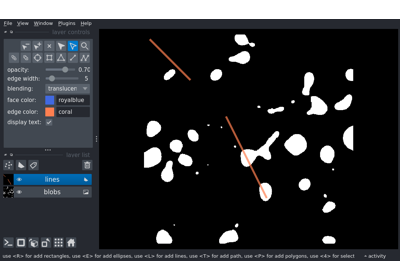 File View Window Plugins Help
layer controls
opacity: 0.70
edge width: 5
blending: translucen
face color: royalblue
edge color: coral
display text:
layer list
lines
blobs
use <R> for add rectangles, use <E> for add ellipses, use <L> for add lines, use <T> for add path, use <P> for add polygons, use <4> for select activity